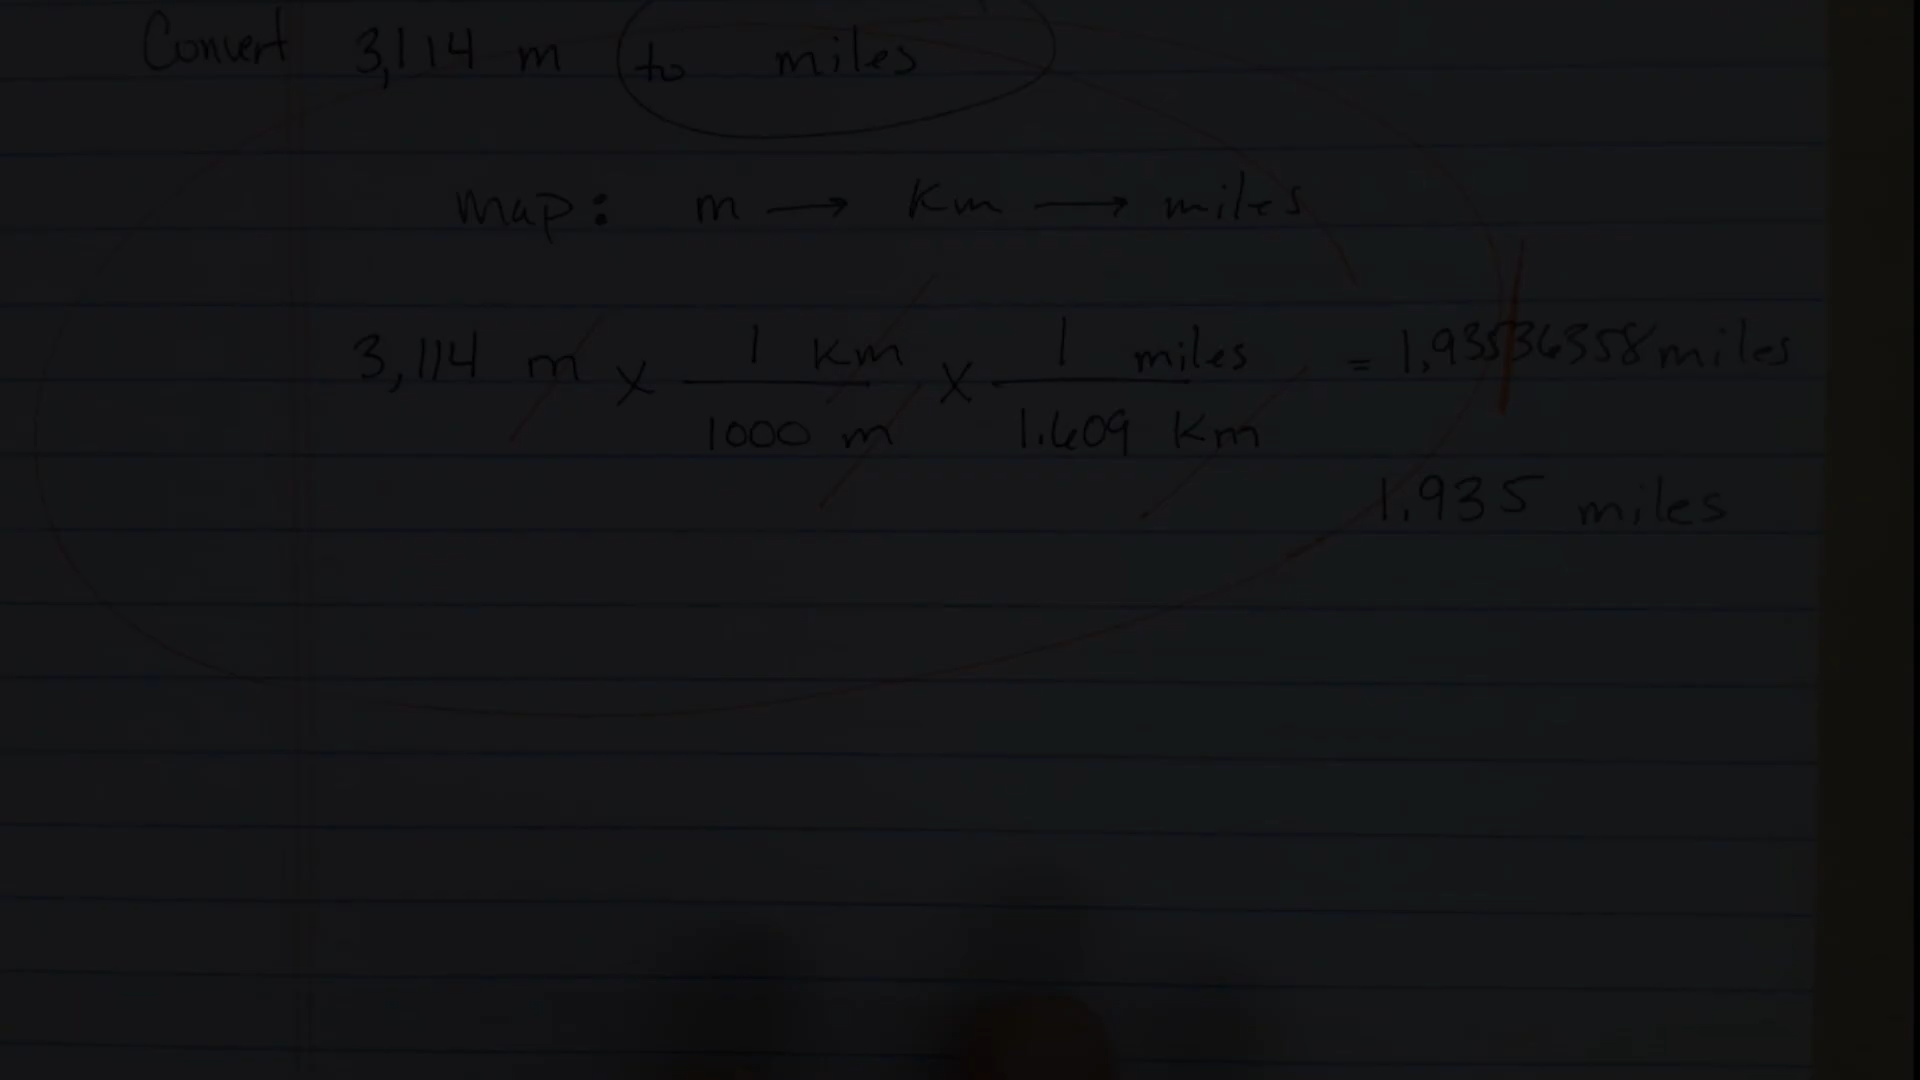 Convert 3,114 m to miles
map: m → Km → miles
3,114 m x 1 Km / 1000 m x 1 miles / 1.609 Km = 1.93536358 miles
1.935 miles